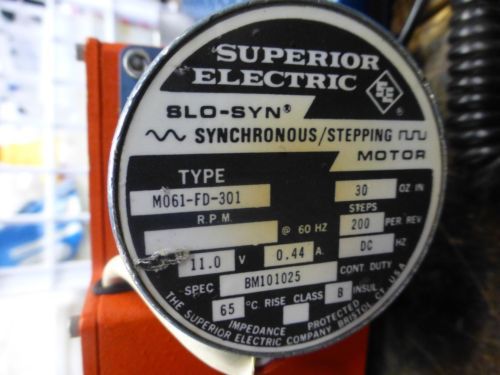 SUPERIOR
ELECTRIC
SE
®
SLO-SYN®
SYNCHRONOUS/STEPPING
MOTOR
TYPE
M061-FD-301
30 OZ IN
R.P.M.
STEPS
@ 60 HZ
200 PER REV
11.0 V 0.44 A.
DC HZ
SPEC BM101025 CONT. DUTY
65 °C RISE CLASS B INSUL.
IMPEDANCE PROTECTED
THE SUPERIOR ELECTRIC COMPANY BRISTOL CT. U.S.A.